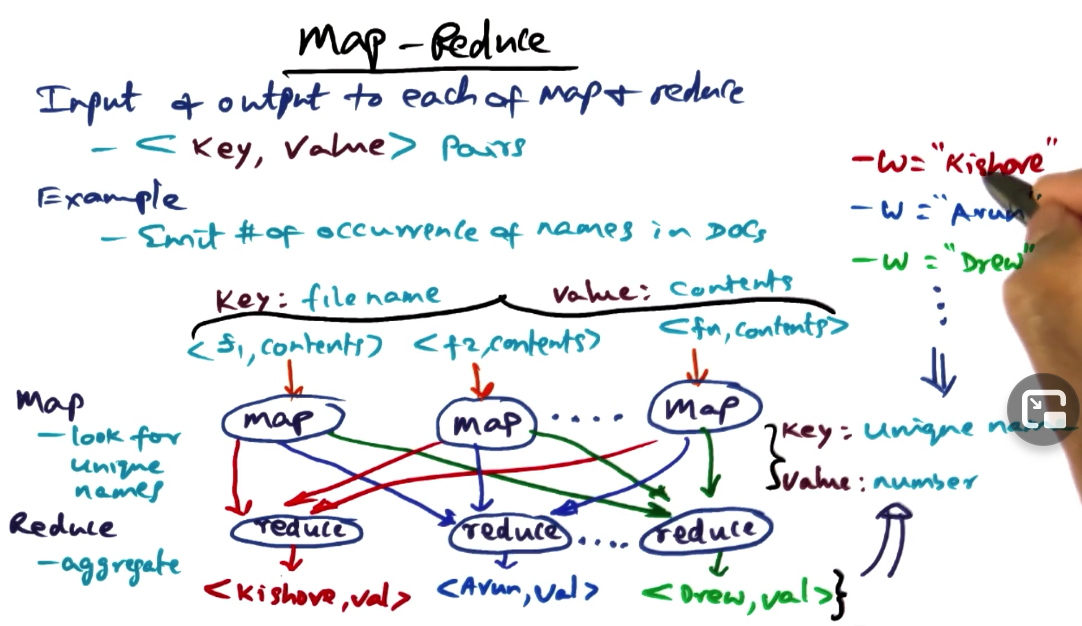 Map - Reduce
Input & output to each of map & reduce
- < Key, Value > Pairs
Example
- Emit # of occurrence of names in Docs
- W = "Kishore"
- W = "Arun"
- W = "Drew"
Key: filename
Value: contents
<f1, contents> <f2, contents> <fn, contents>
Map
- look for
unique
names
map map ..... map
Key: unique
Value: number
Reduce
- aggregate
reduce reduce ..... reduce
<Kishore, val> <Arun, val> <Drew, val>